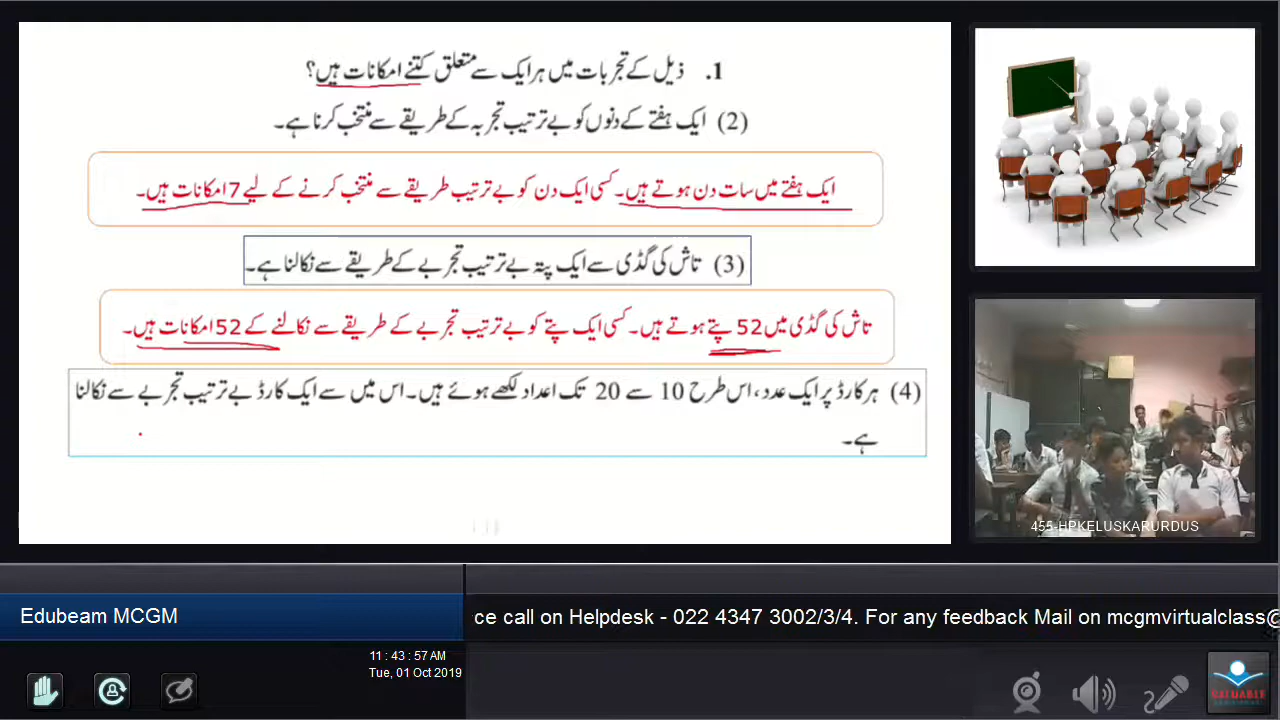 1. ذیل کے تجربات میں ہر ایک سے متعلق کتنے امکانات ہیں؟
(2) ایک ہفتے کے دنوں کو بے ترتیب تجربہ کے طریقے سے منتخب کرنا ہے۔
ایک ہفتے میں سات دن ہوتے ہیں۔ کسی ایک دن کو بے ترتیب طریقے سے منتخب کرنے کے لیے 7 امکانات ہیں۔
(3) تاش کی گڈی سے ایک پتہ بے ترتیب تجربے کے طریقے سے نکالنا ہے۔
تاش کی گڈی میں 52 پتے ہوتے ہیں۔ کسی ایک پتے کو بے ترتیب تجربے کے طریقے سے نکالنے کے 52 امکانات ہیں۔
(4) ہر کارڈ پر ایک عدد، اس طرح 10 سے 20 تک اعداد لکھے ہوئے ہیں۔ اس میں سے ایک کارڈ بے ترتیب تجربے سے نکالنا
ہے۔
455-HPKELUSKARURDUS
Edubeam MCGM
ce call on Helpdesk - 022 4347 3002/3/4. For any feedback Mail on mcgmvirtualclass@
11 : 43 : 57 AM
Tue, 01 Oct 2019
VALUABLE